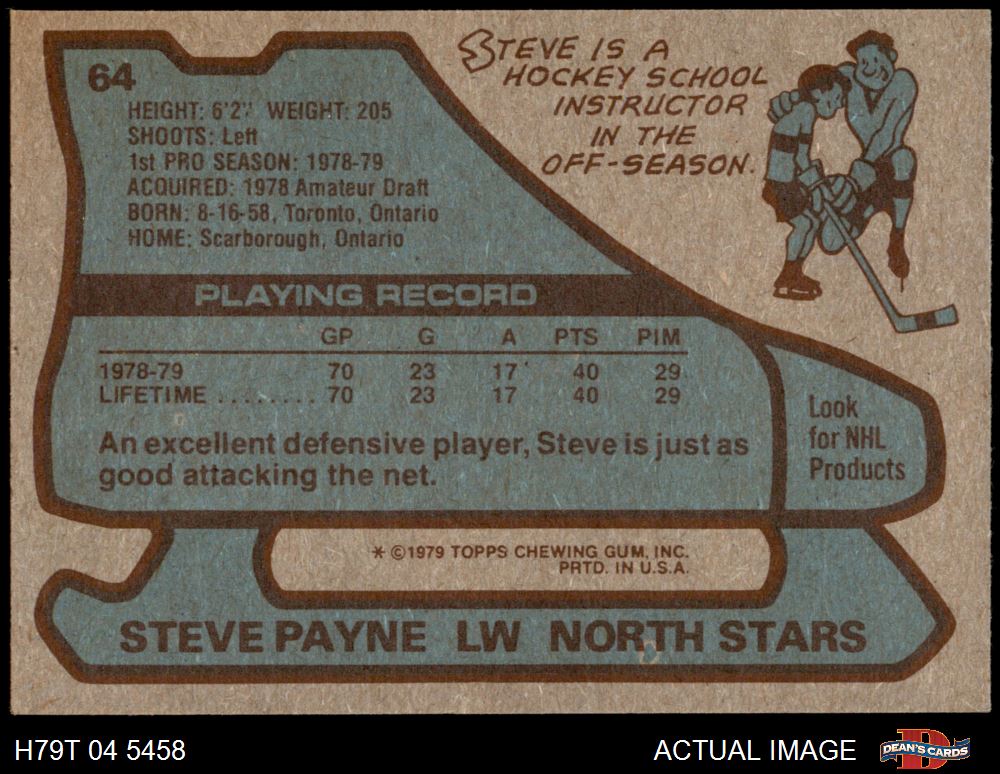 64
STEVE IS A
HOCKEY SCHOOL
INSTRUCTOR
IN THE
OFF-SEASON.
HEIGHT: 6'2" WEIGHT: 205
SHOOTS: Left
1st PRO SEASON: 1978-79
ACQUIRED: 1978 Amateur Draft
BORN: 8-16-58, Toronto, Ontario
HOME: Scarborough, Ontario
PLAYING RECORD
GP G A PTS PIM
1978-79 70 23 17 40 29
LIFETIME ........ 70 23 17 40 29
An excellent defensive player, Steve is just as
good attacking the net.
Look
for NHL
Products
* ©1979 TOPPS CHEWING GUM, INC.
PRTD. IN U.S.A.
STEVE PAYNE LW NORTH STARS
H79T 04 5458
ACTUAL IMAGE
D
DEAN'S CARDS